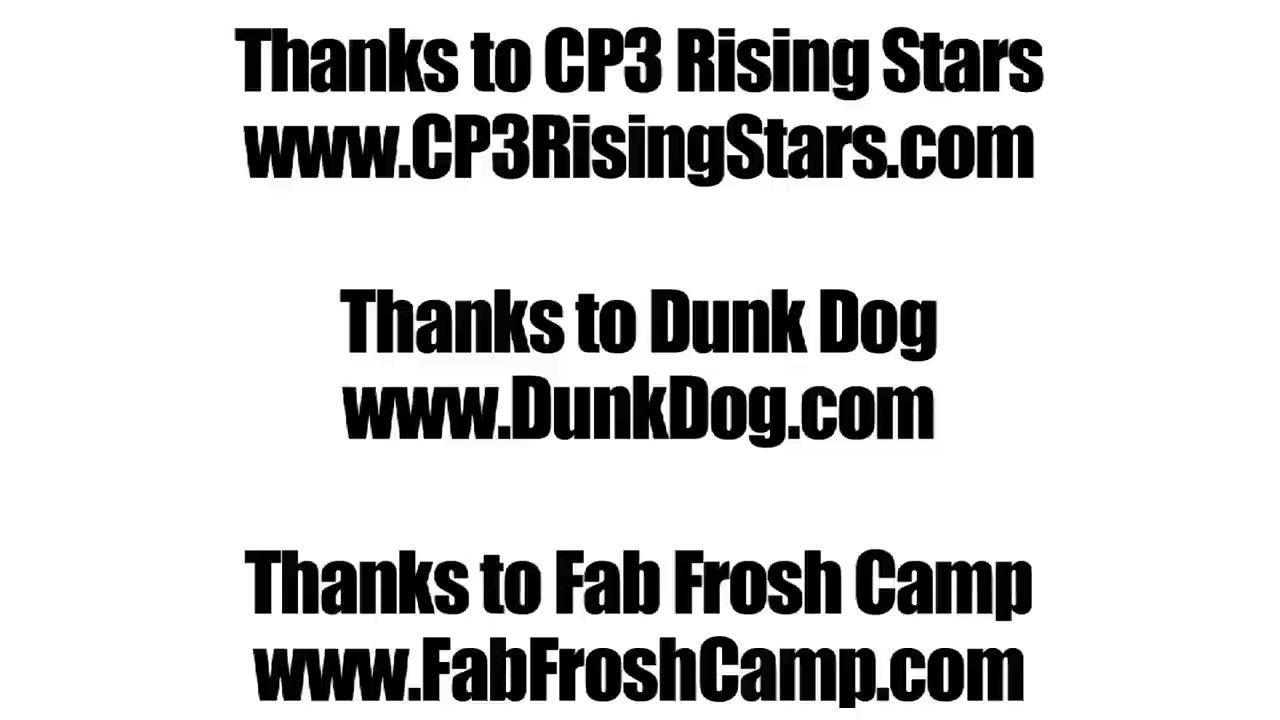 Thanks to CP3 Rising Stars
www.CP3RisingStars.com
Thanks to Dunk Dog
www.DunkDog.com
Thanks to Fab Frosh Camp
www.FabFroshCamp.com